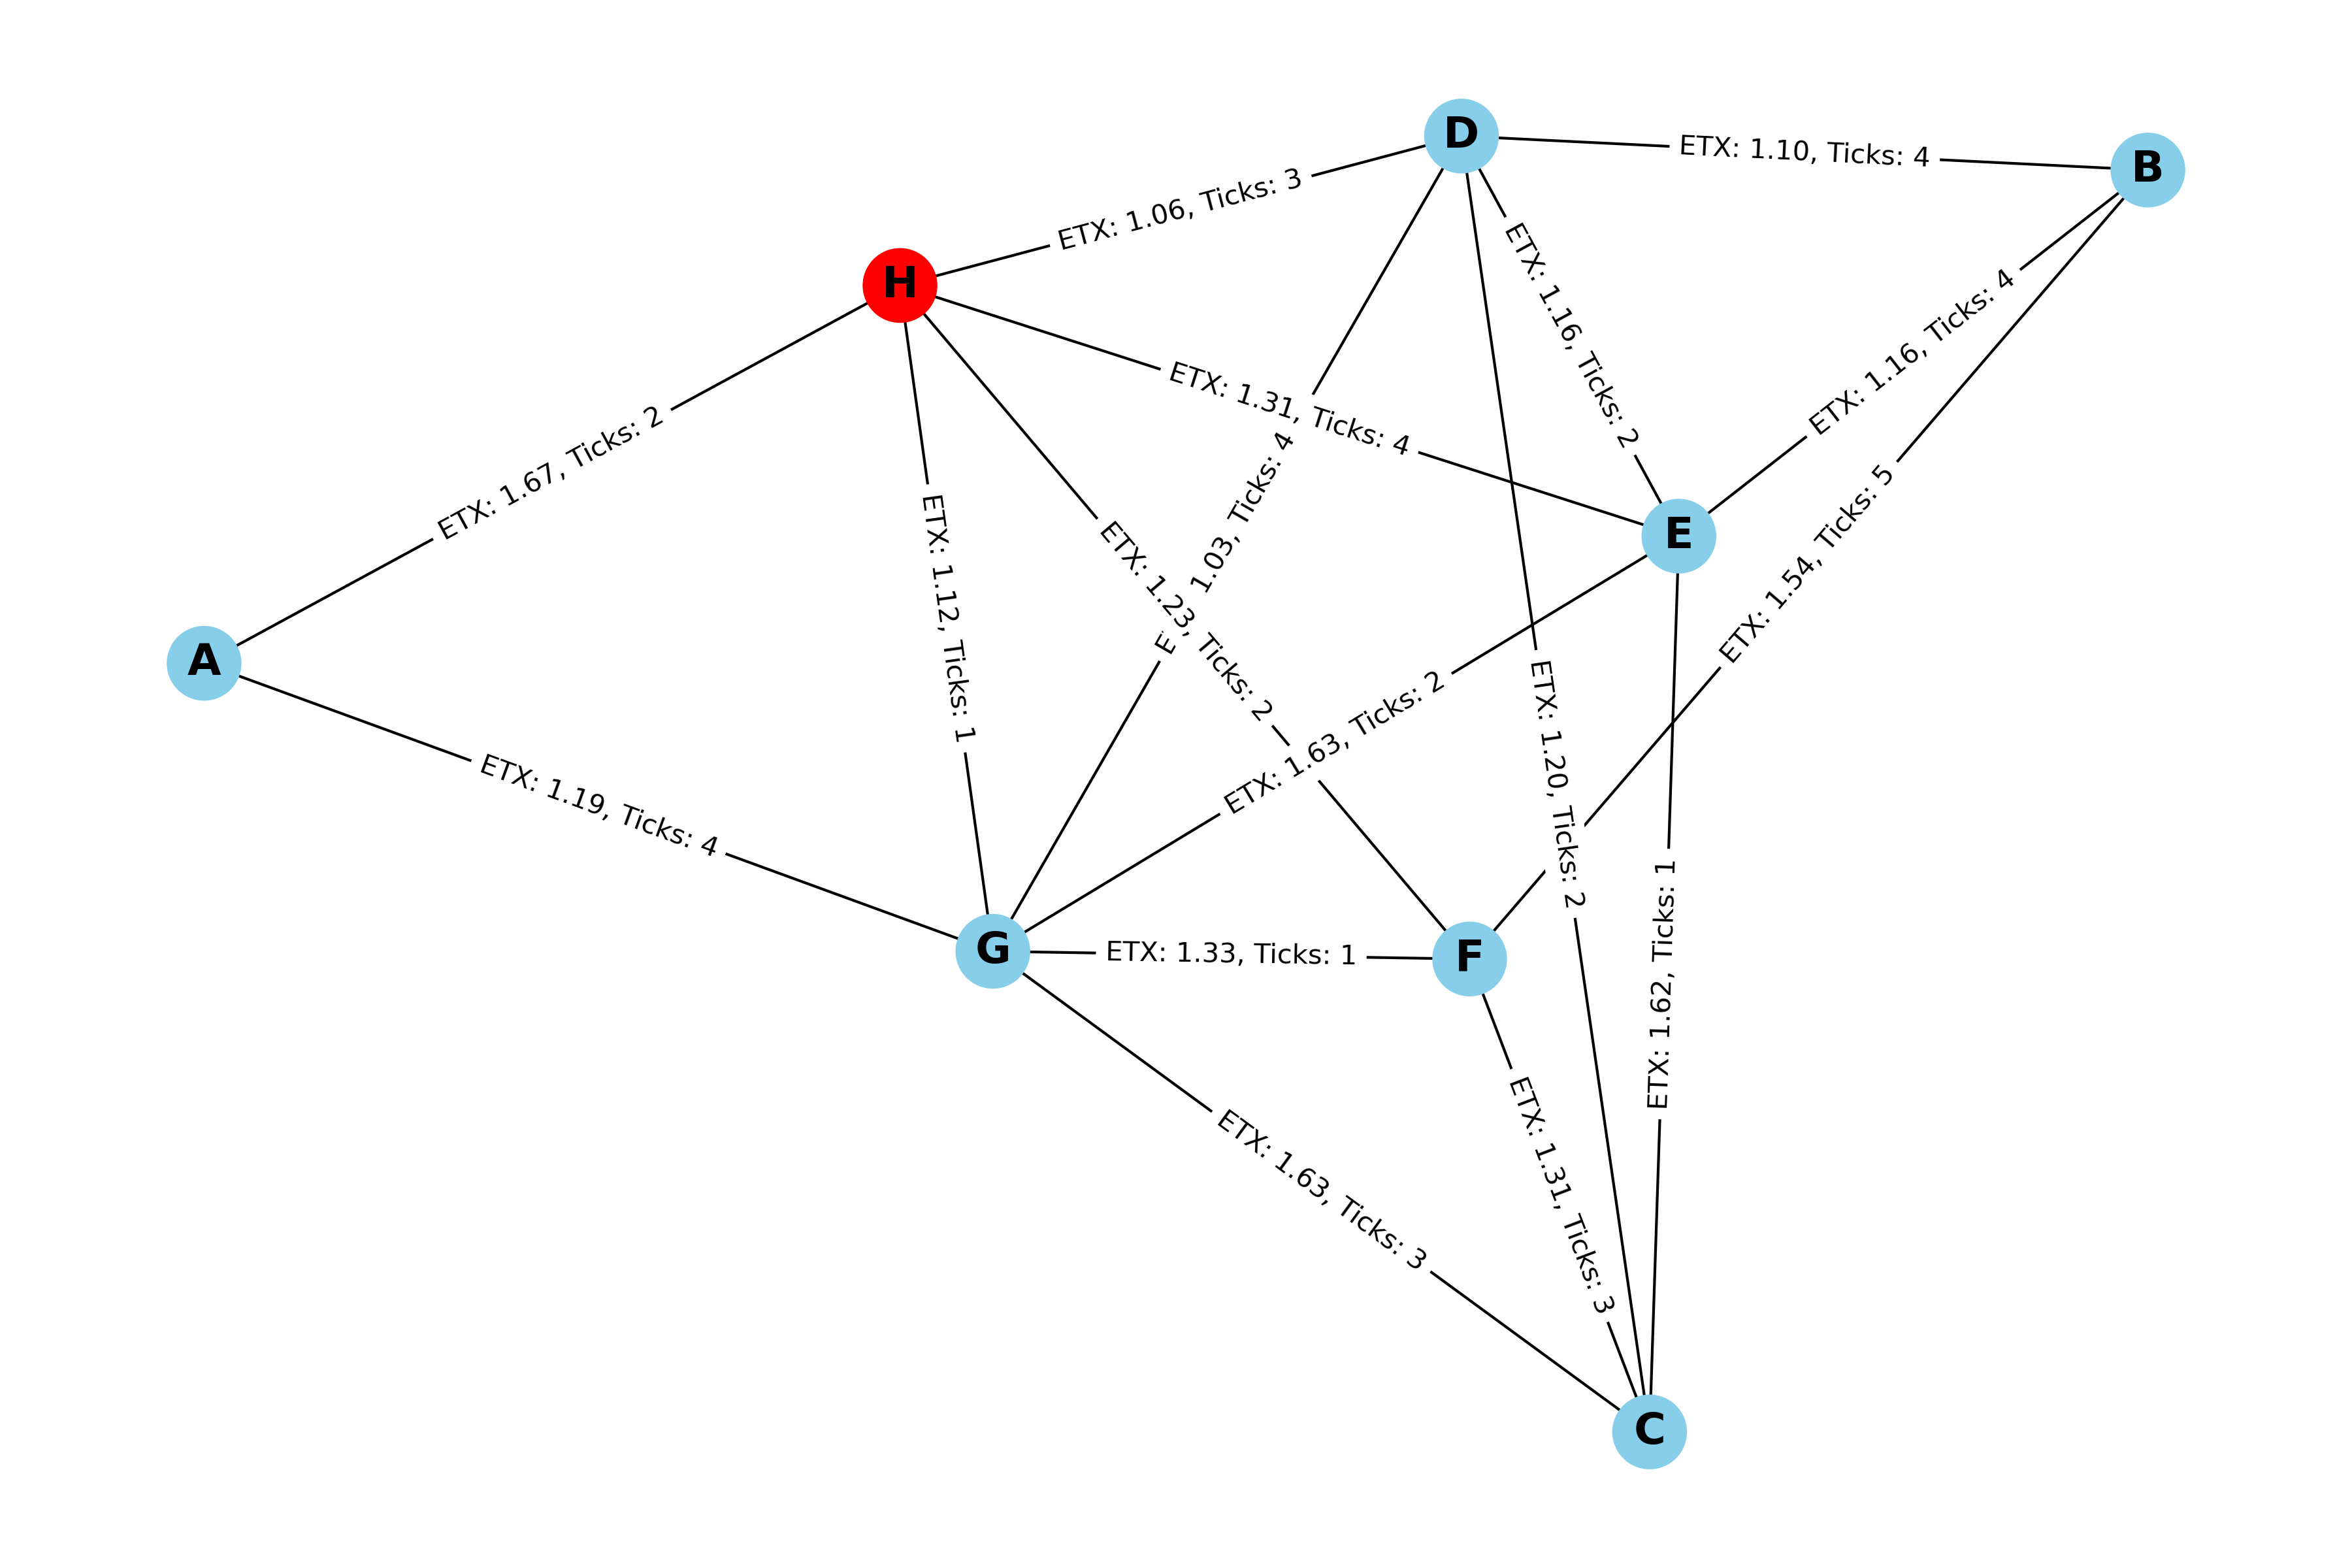 D
B
ETX: 1.10, Ticks: 4
ETX: 1.06, Ticks: 3
H
ETX: 1.16, Ticks: 2
ETX: 1.16, Ticks: 4
ETX: 1.31, Ticks: 4
ETX: 1.67, Ticks: 2
E 1.03, Ticks: 4
E
ETX: 1.54, Ticks: 5
ETX: 1.12, Ticks: 1
ETX: 1.23, Ticks: 2
A
ETX: 1.63, Ticks: 2
ETX: 1.20, Ticks: 2
ETX: 1.19, Ticks: 4
G
ETX: 1.33, Ticks: 1
F
ETX: 1.62, Ticks: 1
ETX: 1.63, Ticks: 3
ETX: 1.31, Ticks: 3
C